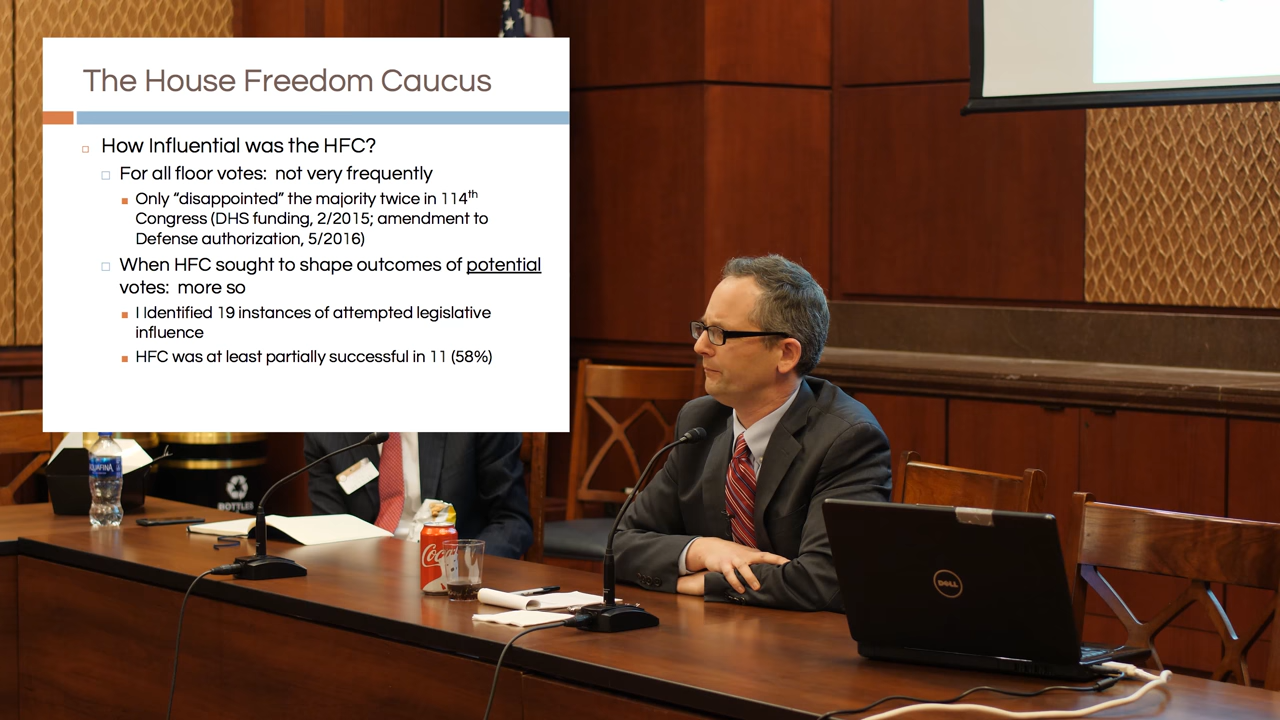 The House Freedom Caucus
How Influential was the HFC?
For all floor votes: not very frequently
Only “disappointed” the majority twice in 114th
Congress (DHS funding, 2/2015; amendment to
Defense authorization, 5/2016)
When HFC sought to shape outcomes of potential
votes: more so
I Identified 19 instances of attempted legislative
influence
HFC was at least partially successful in 11 (58%)
AQUAFINA
BOTTLES
Coca
DELL